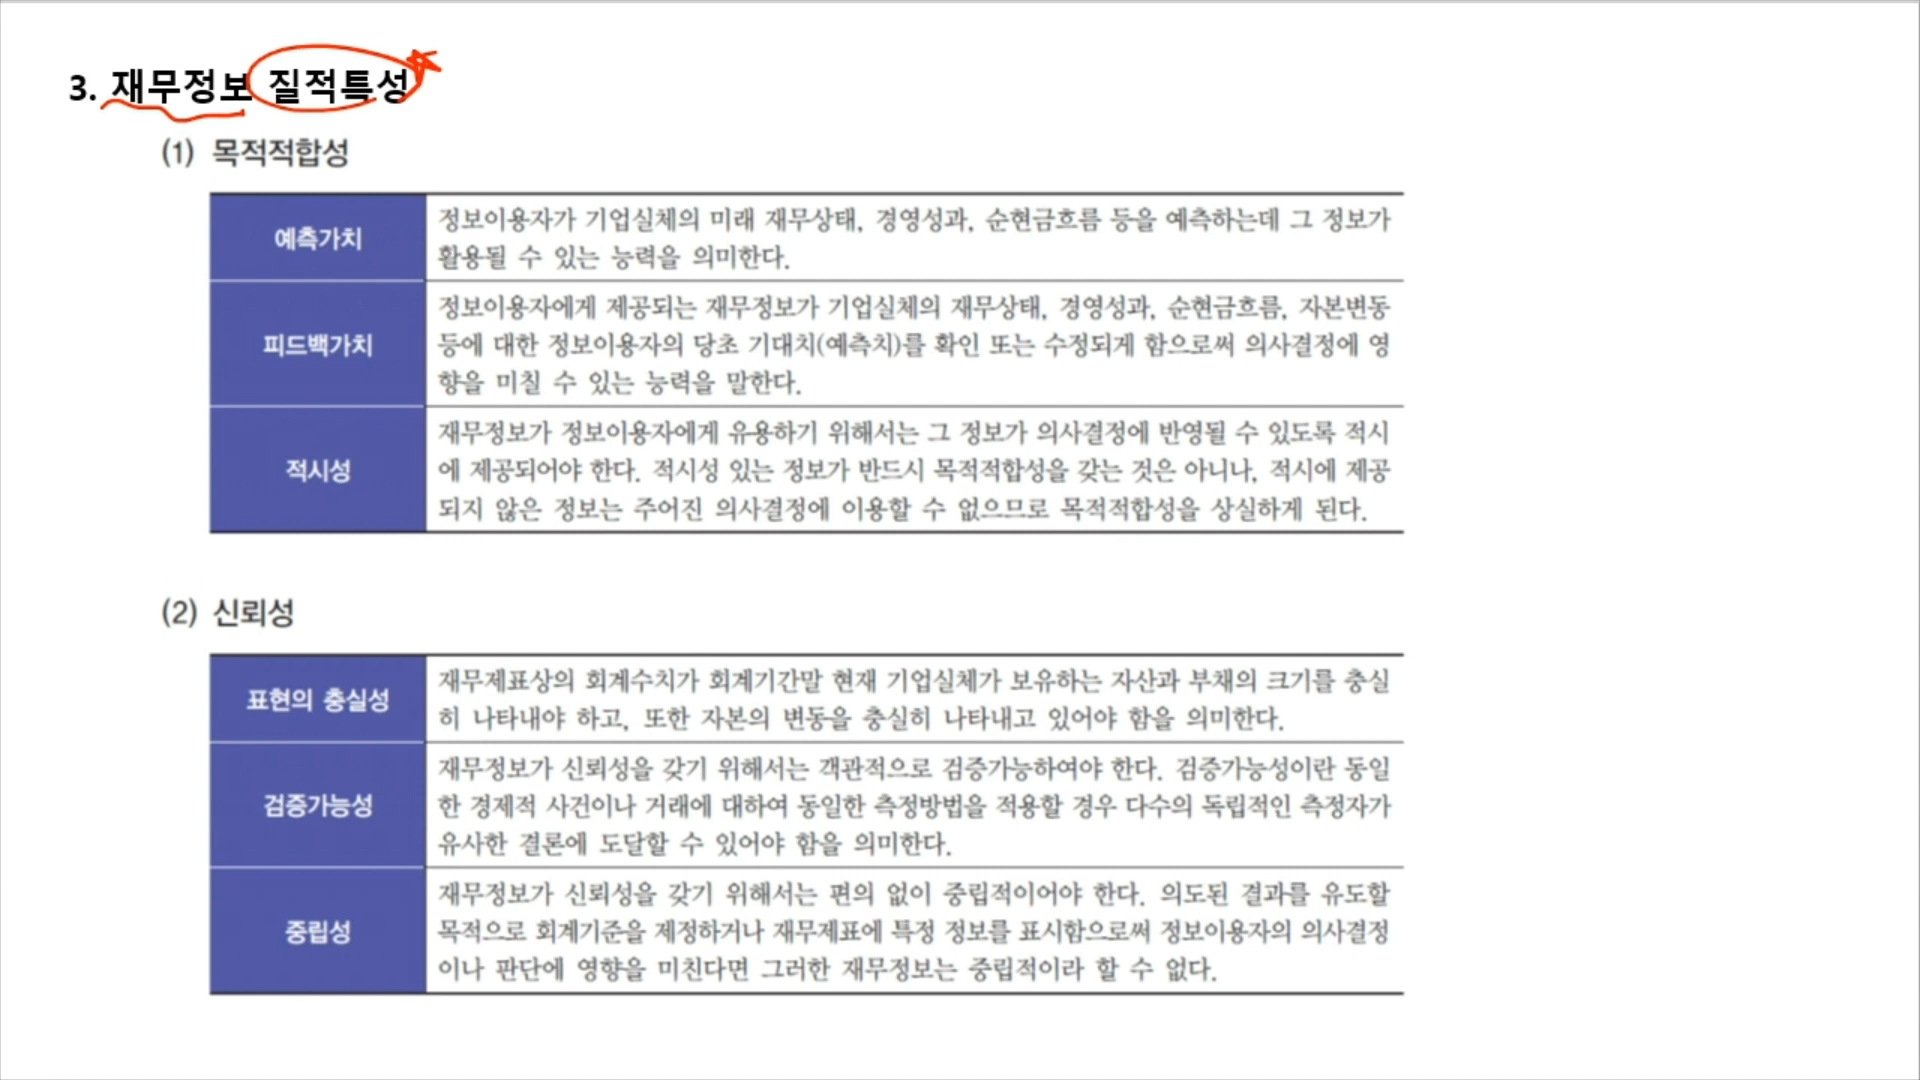 3. 재무정보 질적특성
(1) 목적적합성
예측가치
정보이용자가 기업실체의 미래 재무상태, 경영성과, 순현금흐름 등을 예측하는데 그 정보가
활용될 수 있는 능력을 의미한다.
피드백가치
정보이용자에게 제공되는 재무정보가 기업실체의 재무상태, 경영성과, 순현금흐름, 자본변동
등에 대한 정보이용자의 당초 기대치(예측치)를 확인 또는 수정되게 함으로써 의사결정에 영
향을 미칠 수 있는 능력을 말한다.
적시성
재무정보가 정보이용자에게 유용하기 위해서는 그 정보가 의사결정에 반영될 수 있도록 적시
에 제공되어야 한다. 적시성 있는 정보가 반드시 목적적합성을 갖는 것은 아니나, 적시에 제공
되지 않은 정보는 주어진 의사결정에 이용할 수 없으므로 목적적합성을 상실하게 된다.
(2) 신뢰성
표현의 충실성
재무제표상의 회계수치가 회계기간말 현재 기업실체가 보유하는 자산과 부채의 크기를 충실
히 나타내야 하고, 또한 자본의 변동을 충실히 나타내고 있어야 함을 의미한다.
검증가능성
재무정보가 신뢰성을 갖기 위해서는 객관적으로 검증가능하여야 한다. 검증가능성이란 동일
한 경제적 사건이나 거래에 대하여 동일한 측정방법을 적용할 경우 다수의 독립적인 측정자가
유사한 결론에 도달할 수 있어야 함을 의미한다.
중립성
재무정보가 신뢰성을 갖기 위해서는 편의 없이 중립적이어야 한다. 의도된 결과를 유도할
목적으로 회계기준을 제정하거나 재무제표에 특정 정보를 표시함으로써 정보이용자의 의사결정
이나 판단에 영향을 미친다면 그러한 재무정보는 중립적이라 할 수 없다.